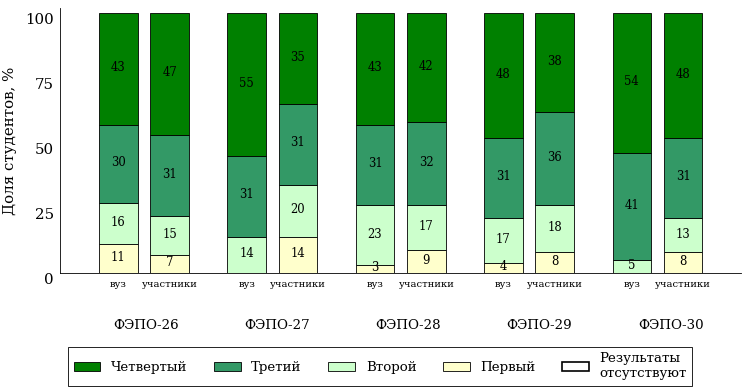 Доля студентов, %
100
75
50
25
0
43 47 55 35 43 42 48 38 54 48
30 31 31 31 31 32 31 36 41 31
16 15 14 20 23 17 17 18 5 13
11 7 14 3 9 4 8 8
вуз участники вуз участники вуз участники вуз участники вуз участники
ФЭПО-26 ФЭПО-27 ФЭПО-28 ФЭПО-29 ФЭПО-30
Четвертый Третий Второй Первый Результаты
отсутствуют